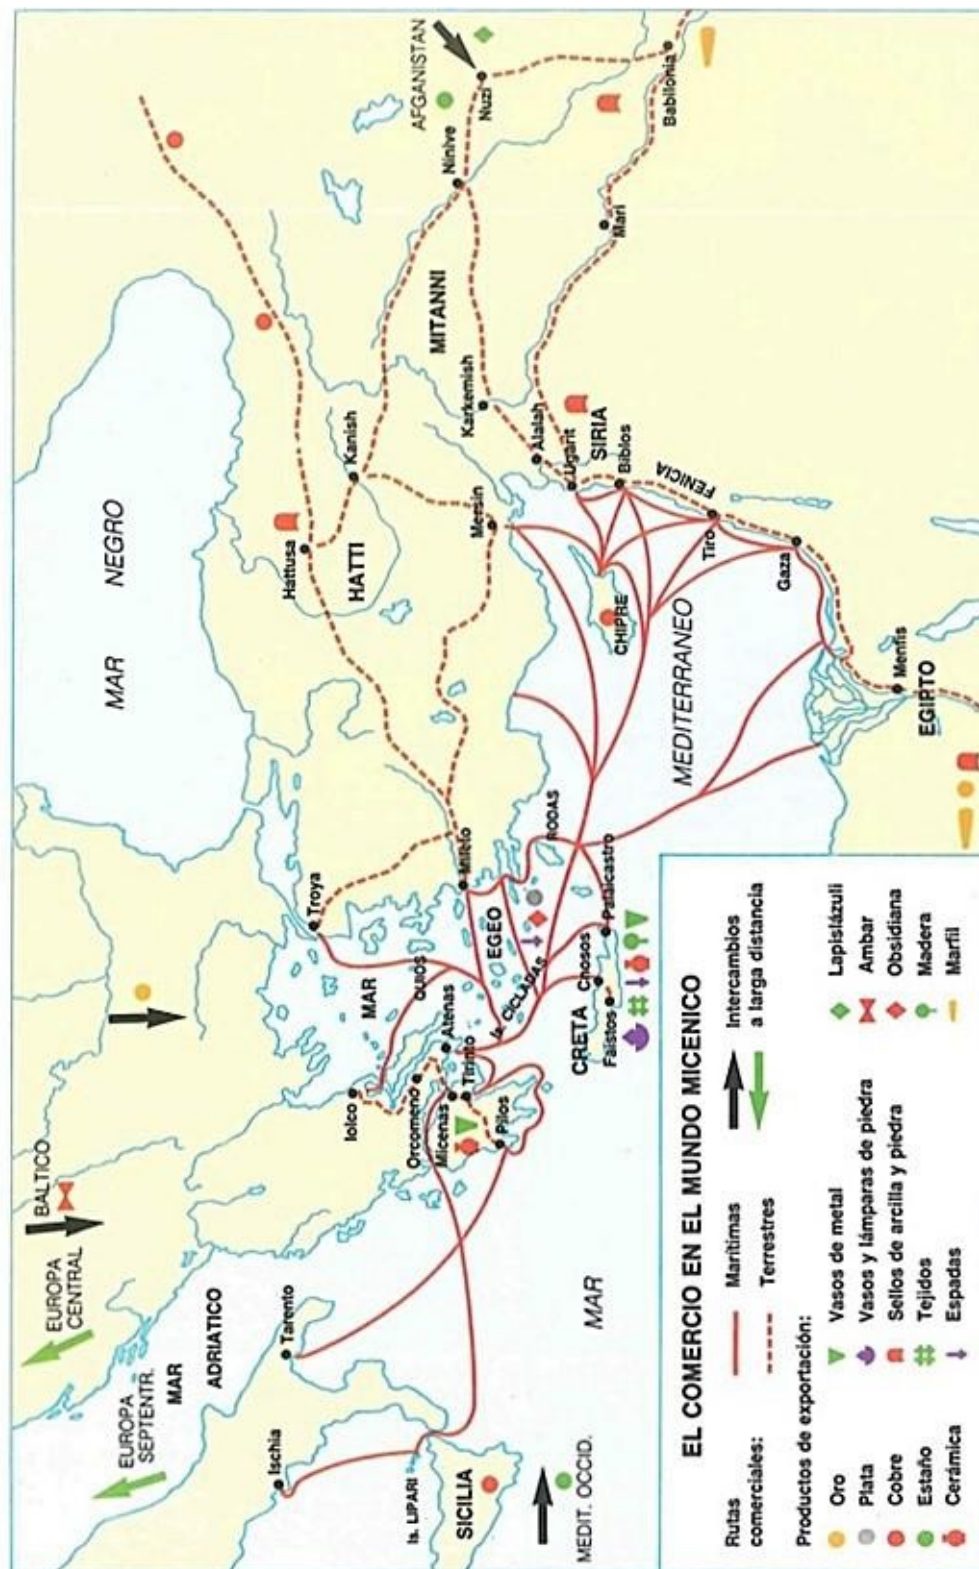 EUROPA
SEPTENTR.
EUROPA
CENTRAL
BALTICO
MAR NEGRO
AFGANISTAN
MAR
ADRIATICO
Ischia
Tarento
Is. LIPARI
SICILIA
MEDIT. OCCID.
Iolco
Orcomeno
Micenas
Tirinto
Atenas
Pilos
MAR
EGEO
QUIOS
Troya
Mileto
Is. CICLADAS
RODAS
CRETA
Cnosos
Faistos
Palaicastro
Hattusa
HATTI
Kanish
Mersin
MITANNI
Karkemish
Ninive
Nuzi
Alalah
Ugarit
SIRIA
Biblos
FENICIA
Mari
Babilonia
CHIPRE
Tiro
Gaza
MAR
MEDITERRANEO
Menfis
EGIPTO
EL COMERCIO EN EL MUNDO MICENICO
Rutas
comerciales:
Marítimas
Terrestres
Intercambios
a larga distancia
Productos de exportación:
Oro
Plata
Cobre
Estaño
Cerámica
Vasos de metal
Vasos y lámparas de piedra
Sellos de arcilla y piedra
Tejidos
Espadas
Lapislázuli
Ambar
Obsidiana
Madera
Marfil